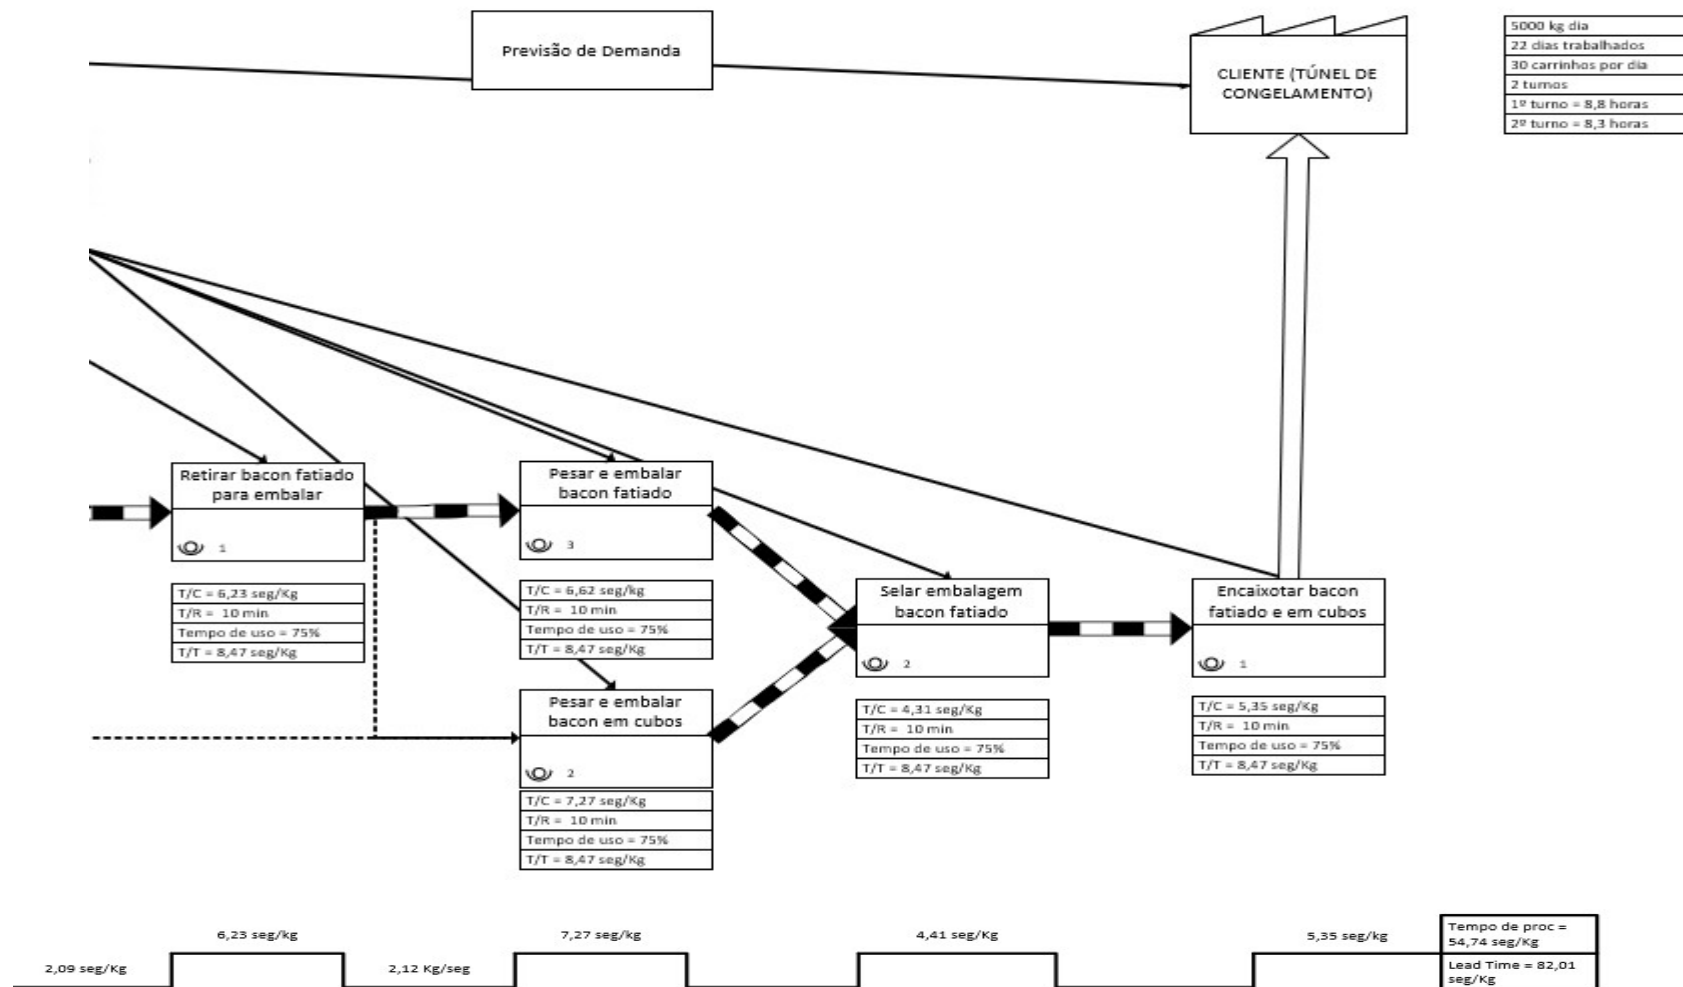 Previsão de Demanda
CLIENTE (TÚNEL DE
CONGELAMENTO)
5000 kg dia
22 dias trabalhados
30 carrinhos por dia
2 turnos
1º turno = 8,8 horas
2º turno = 8,3 horas
Retirar bacon fatiado
para embalar
1
T/C = 6,23 seg/Kg
T/R = 10 min
Tempo de uso = 75%
T/T = 8,47 seg/Kg
Pesar e embalar
bacon fatiado
3
T/C = 6,62 seg/kg
T/R = 10 min
Tempo de uso = 75%
T/T = 8,47 seg/Kg
Pesar e embalar
bacon em cubos
2
T/C = 7,27 seg/Kg
T/R = 10 min
Tempo de uso = 75%
T/T = 8,47 seg/Kg
Selar embalagem
bacon fatiado
2
T/C = 4,31 seg/Kg
T/R = 10 min
Tempo de uso = 75%
T/T = 8,47 seg/Kg
Encaixotar bacon
fatiado e em cubos
1
T/C = 5,35 seg/Kg
T/R = 10 min
Tempo de uso = 75%
T/T = 8,47 seg/Kg
2,09 seg/Kg
6,23 seg/kg
2,12 Kg/seg
7,27 seg/kg
4,41 seg/Kg
5,35 seg/kg
Tempo de proc =
54,74 seg/Kg
Lead Time = 82,01
seg/Kg